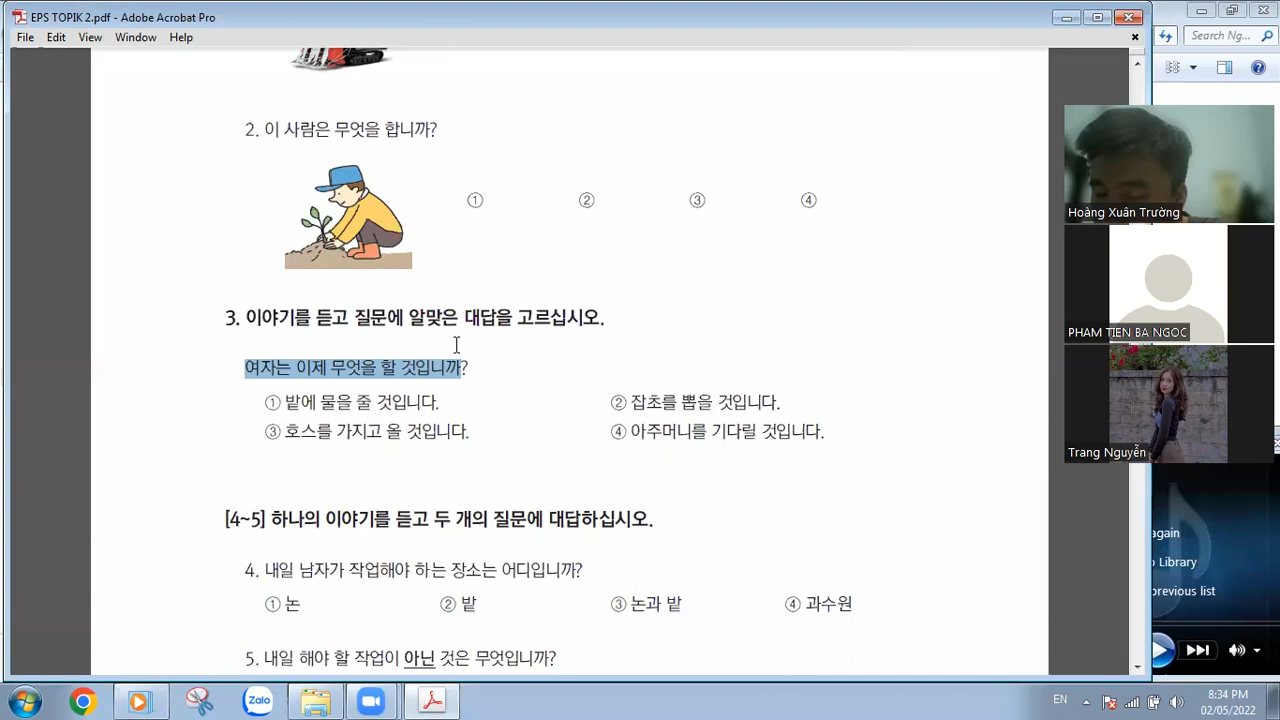 EPS TOPIK 2.pdf - Adobe Acrobat Pro
File Edit View Window Help
Search Ng...
2. 이 사람은 무엇을 합니까?
① ② ③ ④
3. 이야기를 듣고 질문에 알맞은 대답을 고르십시오.
여자는 이제 무엇을 할 것입니까?
① 밭에 물을 줄 것입니다. ② 잡초를 뽑을 것입니다.
③ 호스를 가지고 올 것입니다. ④ 아주머니를 기다릴 것입니다.
[4~5] 하나의 이야기를 듣고 두 개의 질문에 대답하십시오.
4. 내일 남자가 작업해야 하는 장소는 어디입니까?
① 논 ② 밭 ③ 논과 밭 ④ 과수원
5. 내일 해야 할 작업이 아닌 것은 무엇입니까?
Hoàng Xuân Trường
PHAM TIEN BA NGOC
Trang Nguyễn
again
Library
previous list
Zalo
EN
8:34 PM
02/05/2022